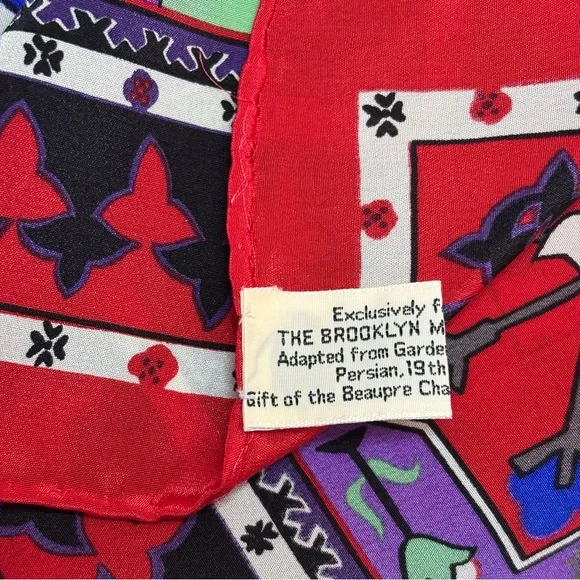 Exclusively f
THE BROOKLYN M
Adapted from Garde
Persian, 19th
Gift of the Beaupre Cha